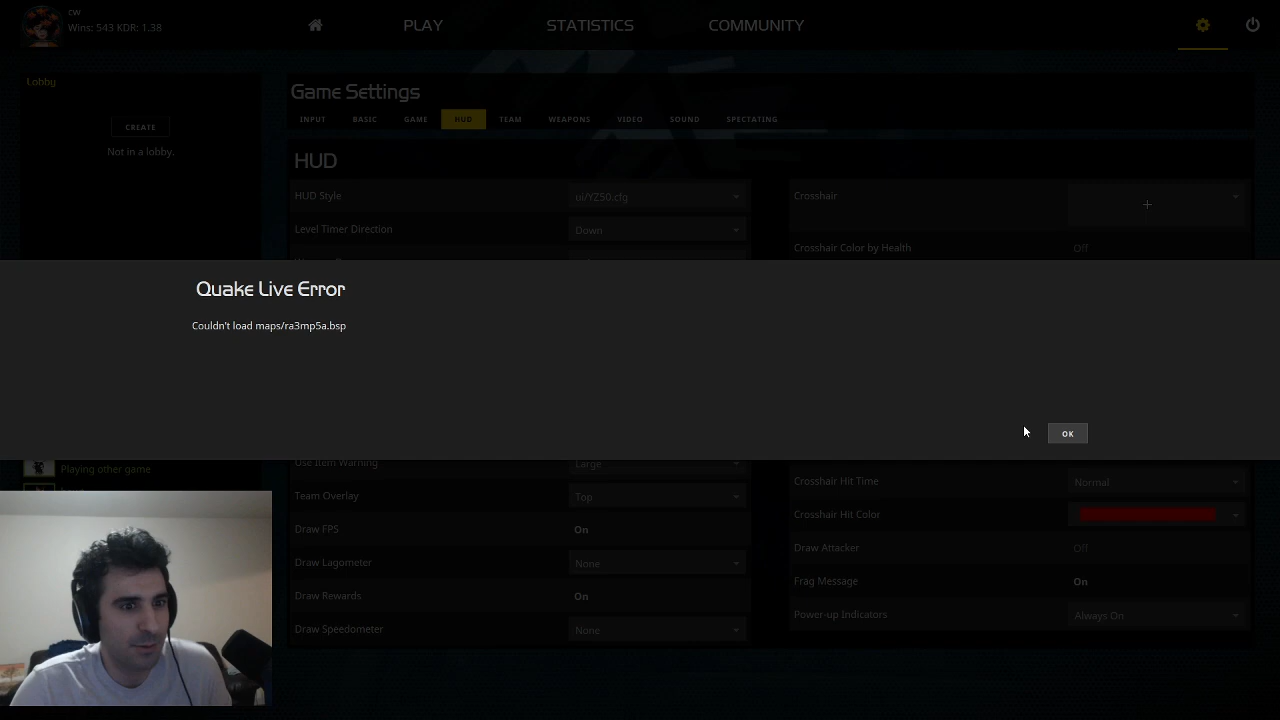 cw
Wins: 543 KDR: 1.38
PLAY
STATISTICS
COMMUNITY
Lobby
CREATE
Not in a lobby.
Game Settings
INPUT
BASIC
GAME
HUD
TEAM
WEAPONS
VIDEO
SOUND
SPECTATING
HUD
HUD Style
ui/YZ50.cfg
Crosshair
Level Timer Direction
Down
Crosshair Color by Health
Off
Quake Live Error
Couldn't load maps/ra3mp5a.bsp
OK
Playing other game
Use Item Warning
Large
Team Overlay
Top
Draw FPS
On
Draw Lagometer
None
Draw Rewards
On
Draw Speedometer
None
Crosshair Hit Time
Normal
Crosshair Hit Color
Draw Attacker
Off
Frag Message
On
Power-up Indicators
Always On